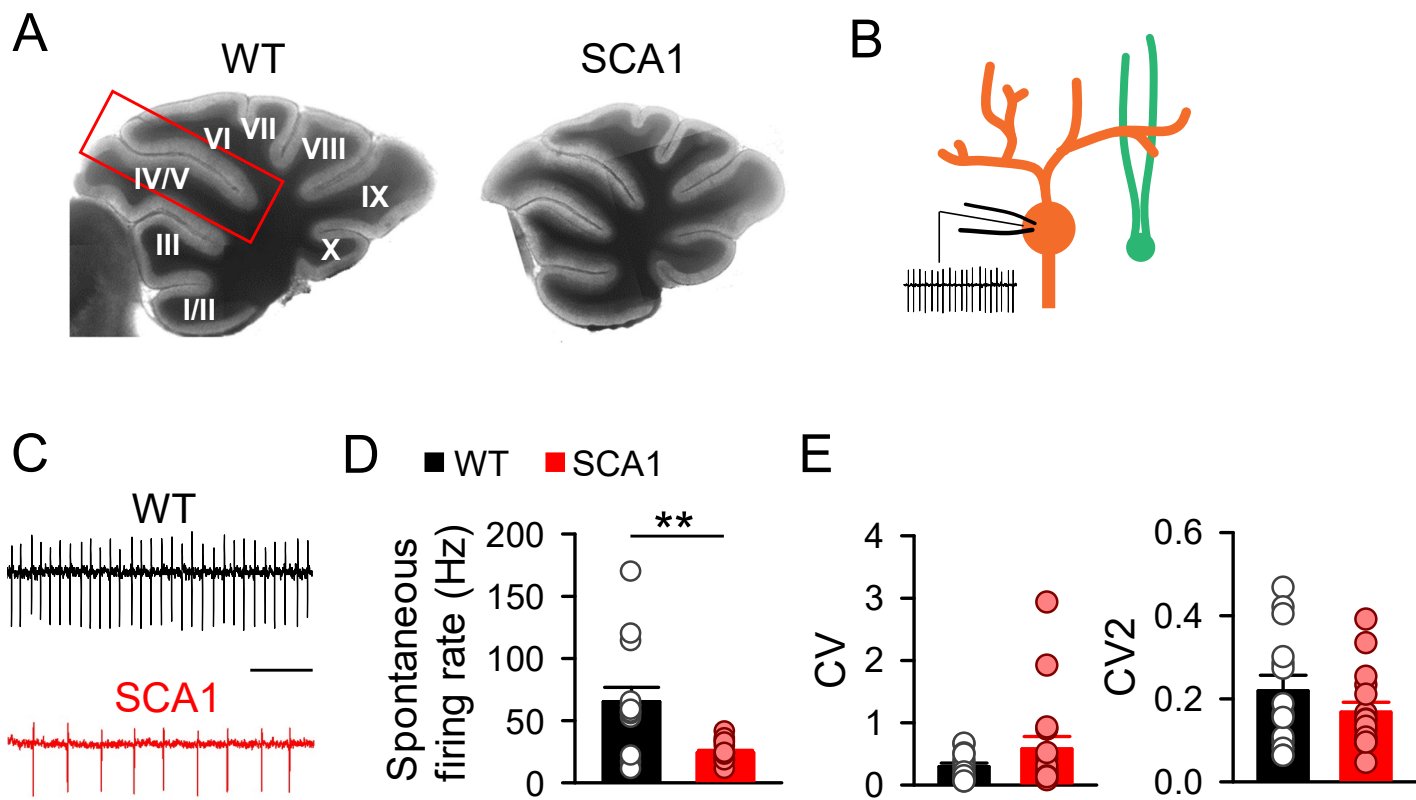 A
WT
SCA1
B
VI
VII
VIII
IV/V
IX
III
X
I/II
C
WT
SCA1
D
WT
SCA1
Spontaneous
firing rate (Hz)
200
150
100
50
0
**
E
CV
4
3
2
1
0
CV2
0.6
0.4
0.2
0.0